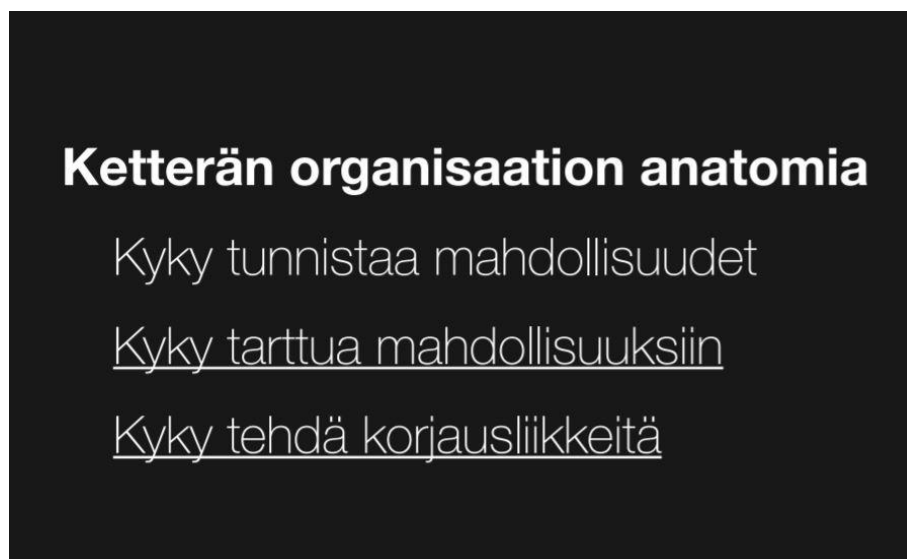 Ketterän organisaation anatomia
Kyky tunnistaa mahdollisuudet
Kyky tarttua mahdollisuuksiin
Kyky tehdä korjausliikkeitä